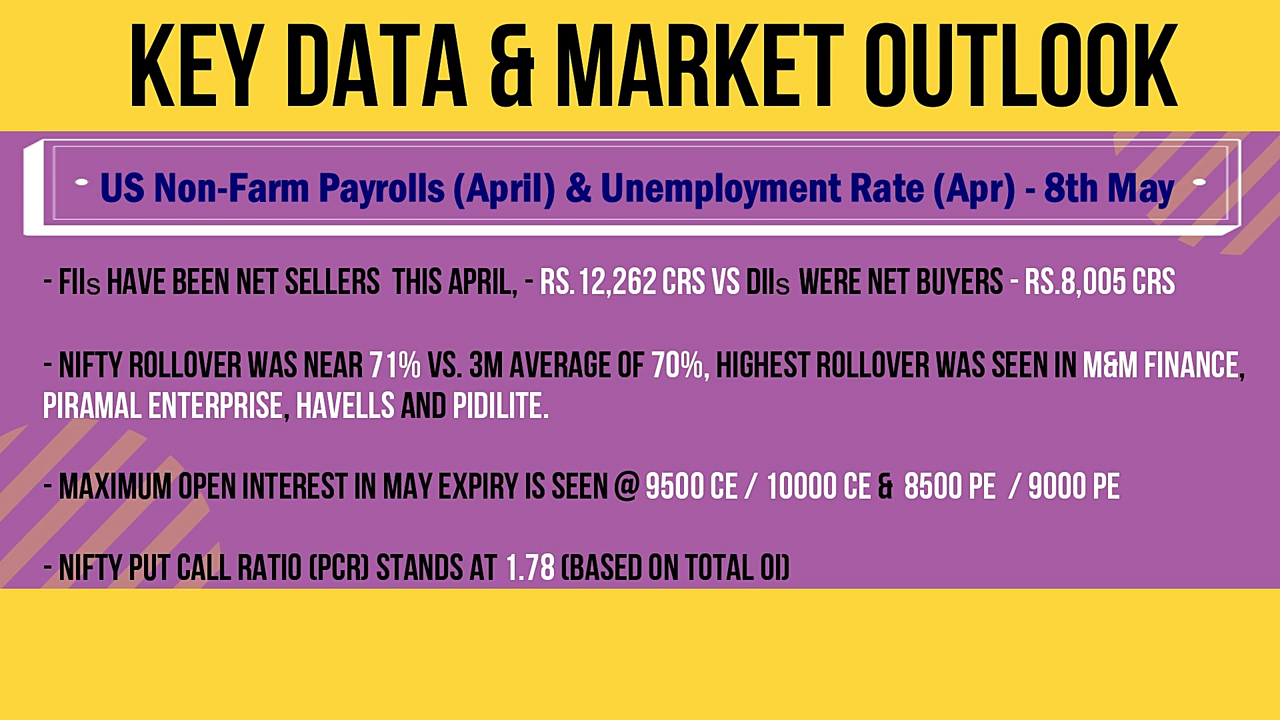 KEY DATA & MARKET OUTLOOK
US Non-Farm Payrolls (April) & Unemployment Rate (Apr) - 8th May
- FIIs HAVE BEEN NET SELLERS THIS APRIL, - RS.12,262 CRS VS DIIs WERE NET BUYERS - RS.8,005 CRS
- NIFTY ROLLOVER WAS NEAR 71% VS. 3M AVERAGE OF 70%, HIGHEST ROLLOVER WAS SEEN IN M&M FINANCE,
PIRAMAL ENTERPRISE, HAVELLS AND PIDILITE.
- MAXIMUM OPEN INTEREST IN MAY EXPIRY IS SEEN @ 9500 CE / 10000 CE & 8500 PE / 9000 PE
- NIFTY PUT CALL RATIO (PCR) STANDS AT 1.78 (BASED ON TOTAL OI)